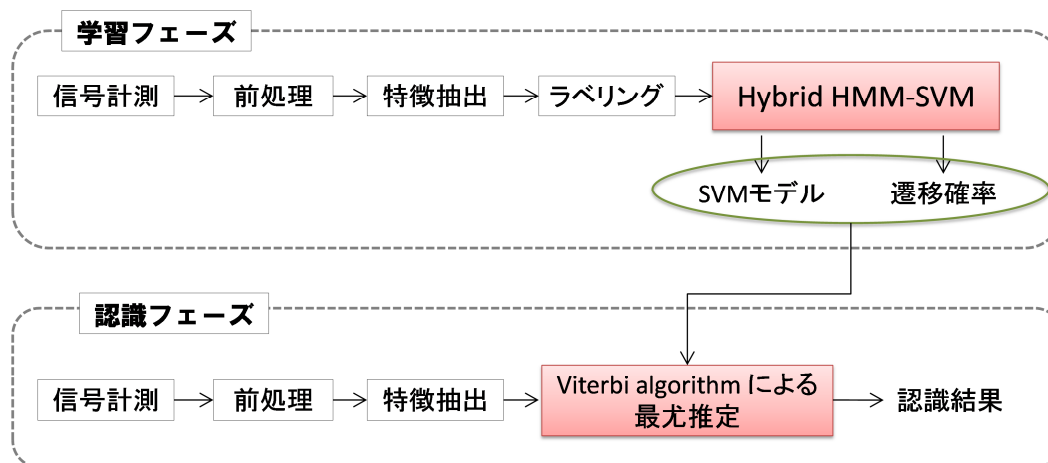 学習フェーズ
信号計測
前処理
特徴抽出
ラベリング
Hybrid HMM-SVM
SVMモデル
遷移確率
認識フェーズ
信号計測
前処理
特徴抽出
Viterbi algorithm による
最尤推定
認識結果